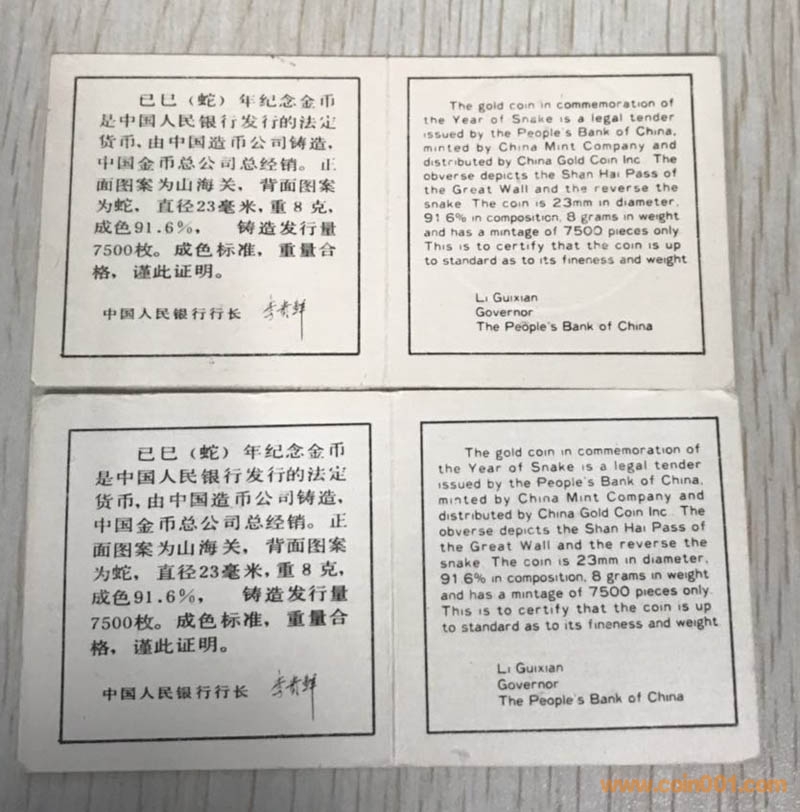 已巳（蛇）年纪念金币
是中国人民银行发行的法定
货币，由中国造币公司铸造，
中国金币总公司总经销。正
面图案为山海关，背面图案
为蛇，直径23毫米，重8克，
成色91.6%，铸造发行量
7500枚。成色标准，重量合
格，谨此证明。
中国人民银行行长 李贵鲜
The gold coin in commemoration of
the Year of Snake is a legal tender
issued by the People's Bank of China,
minted by China Mint Company and
distributed by China Gold Coin Inc. The
obverse depicts the Shan Hai Pass of
the Great Wall and the reverse the
snake. The coin is 23mm in diameter,
91.6% in composition, 8 grams in weight
and has a mintage of 7500 pieces only.
This is to certify that the coin is up
to standard as to its fineness and weight
Li Guixian
Governor
The People's Bank of China
已巳（蛇）年纪念金币
是中国人民银行发行的法定
货币，由中国造币公司铸造，
中国金币总公司总经销。正
面图案为山海关，背面图案
为蛇，直径23毫米，重8克，
成色91.6%，铸造发行量
7500枚。成色标准，重量合
格，谨此证明。
中国人民银行行长 李贵鲜
The gold coin in commemoration of
the Year of Snake is a legal tender
issued by the People's Bank of China,
minted by China Mint Company and
distributed by China Gold Coin Inc. The
obverse depicts the Shan Hai Pass of
the Great Wall and the reverse the
snake. The coin is 23mm in diameter,
91.6% in composition, 8 grams in weight
and has a mintage of 7500 pieces only.
This is to certify that the coin is up
to standard as to its fineness and weight
Li Guixian
Governor
The People's Bank of China
www.coin001.com